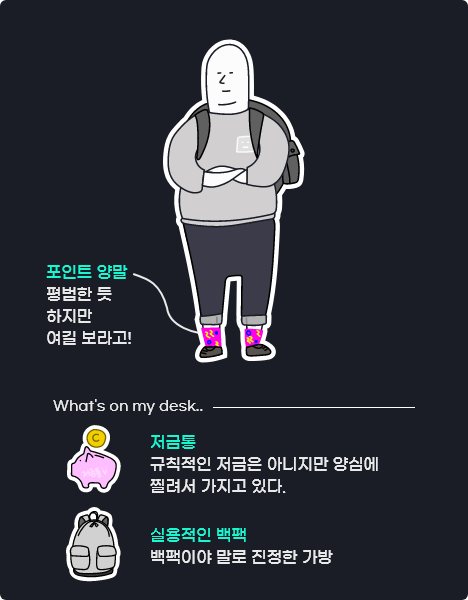 포인트 양말
평범한 듯
하지만
여길 보라고!
What's on my desk..
C
저금통
규칙적인 저금은 아니지만 양심에
찔려서 가지고 있다.
실용적인 백팩
백팩이야 말로 진정한 가방